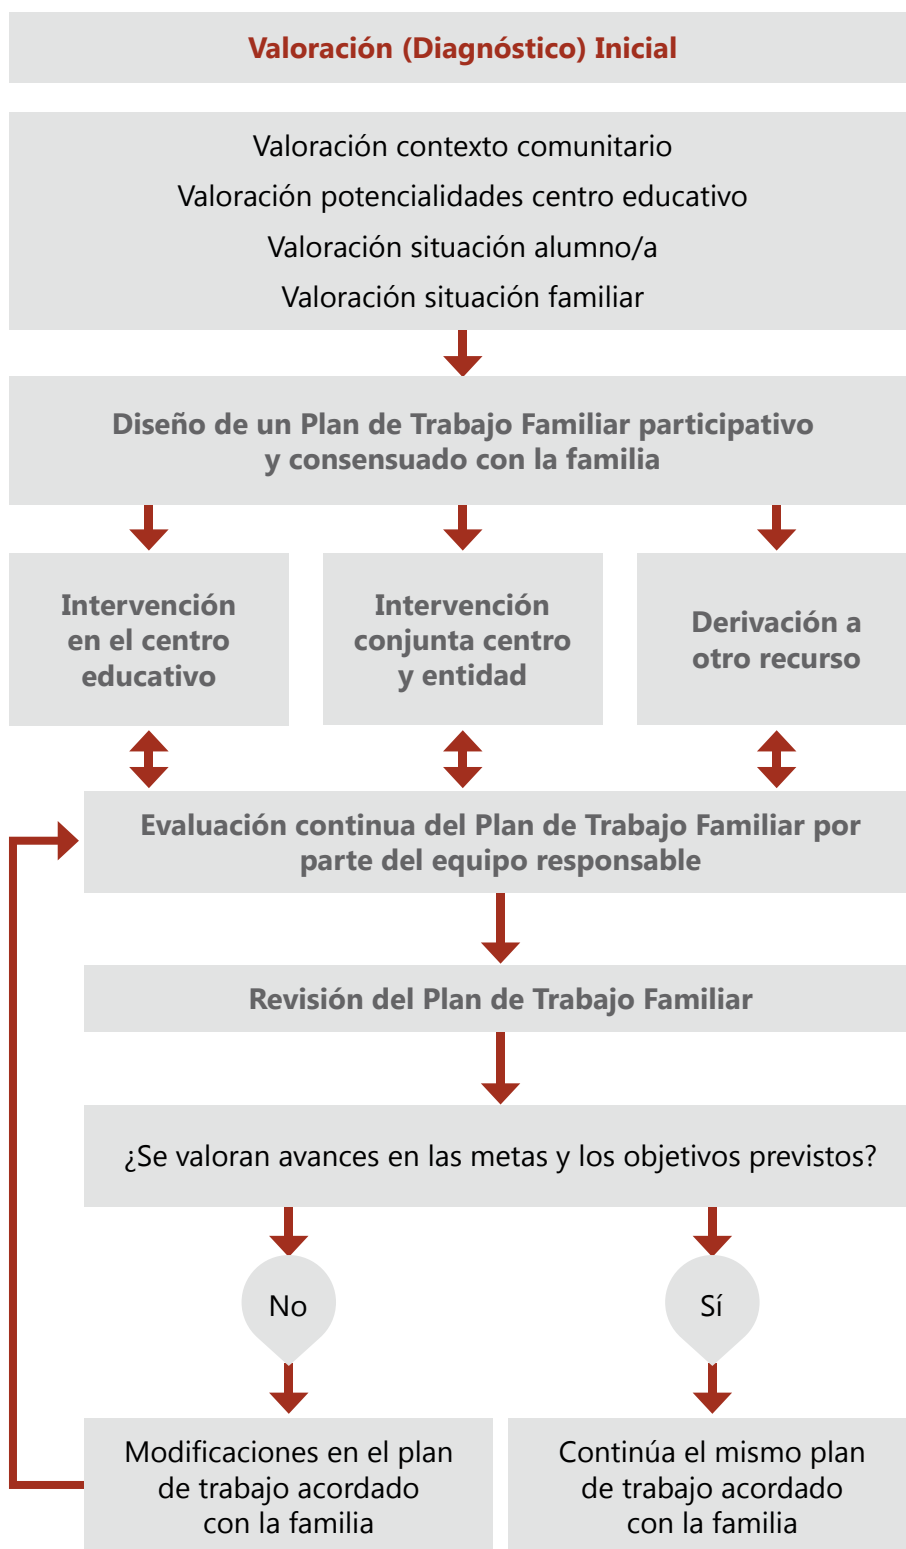 Valoración (Diagnóstico) Inicial
Valoración contexto comunitario
Valoración potencialidades centro educativo
Valoración situación alumno/a
Valoración situación familiar
Diseño de un Plan de Trabajo Familiar participativo
y consensuado con la familia
Intervención
en el centro
educativo
Intervención
conjunta centro
y entidad
Derivación a
otro recurso
Evaluación continua del Plan de Trabajo Familiar por
parte del equipo responsable
Revisión del Plan de Trabajo Familiar
¿Se valoran avances en las metas y los objetivos previstos?
No
Sí
Modificaciones en el plan
de trabajo acordado
con la familia
Continúa el mismo plan
de trabajo acordado
con la familia